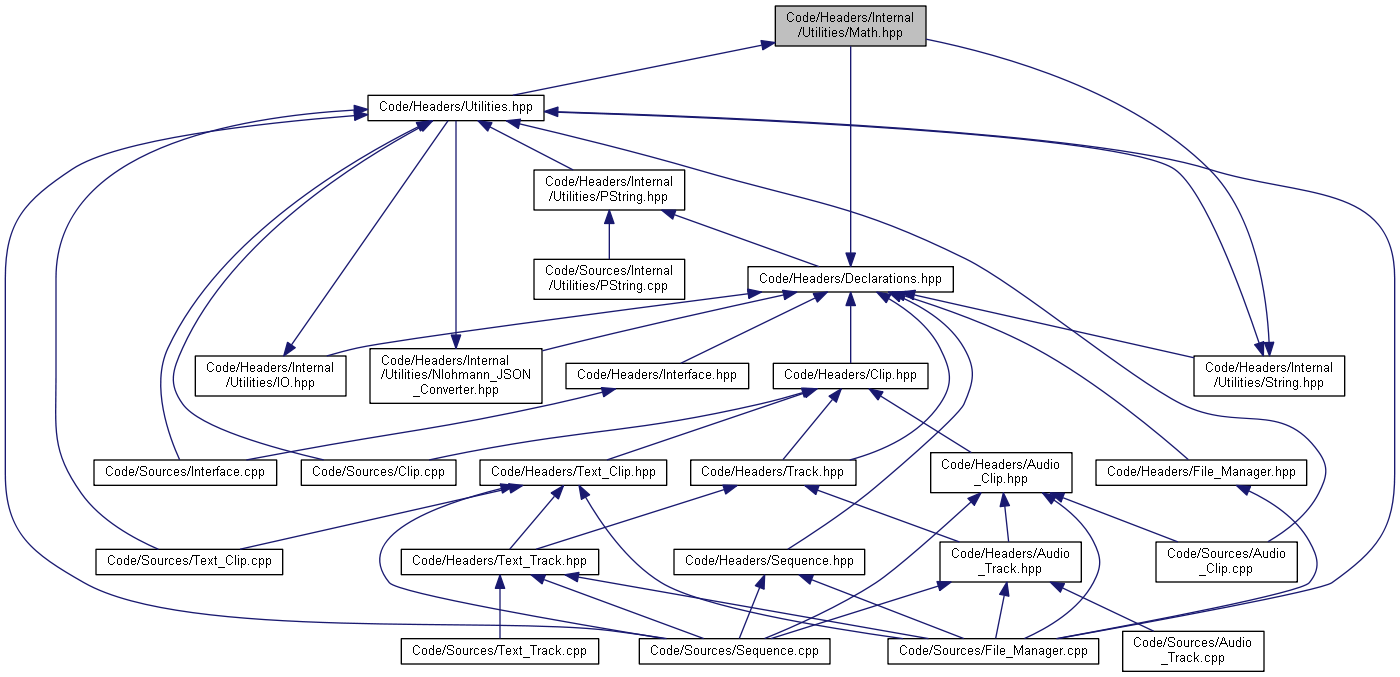 Code/Headers/Internal
/Utilities/Math.hpp
Code/Headers/Utilities.hpp
Code/Headers/Internal
/Utilities/PString.hpp
Code/Sources/Internal
/Utilities/PString.cpp
Code/Headers/Declarations.hpp
Code/Headers/Internal
/Utilities/IO.hpp
Code/Headers/Internal
/Utilities/Nlohmann_JSON
_Converter.hpp
Code/Headers/Interface.hpp
Code/Headers/Clip.hpp
Code/Headers/Internal
/Utilities/String.hpp
Code/Sources/Interface.cpp
Code/Sources/Clip.cpp
Code/Headers/Text_Clip.hpp
Code/Headers/Track.hpp
Code/Headers/Audio
_Clip.hpp
Code/Headers/File_Manager.hpp
Code/Sources/Text_Clip.cpp
Code/Headers/Text_Track.hpp
Code/Headers/Sequence.hpp
Code/Headers/Audio
_Track.hpp
Code/Sources/Audio
_Clip.cpp
Code/Sources/Text_Track.cpp
Code/Sources/Sequence.cpp
Code/Sources/File_Manager.cpp
Code/Sources/Audio
_Track.cpp